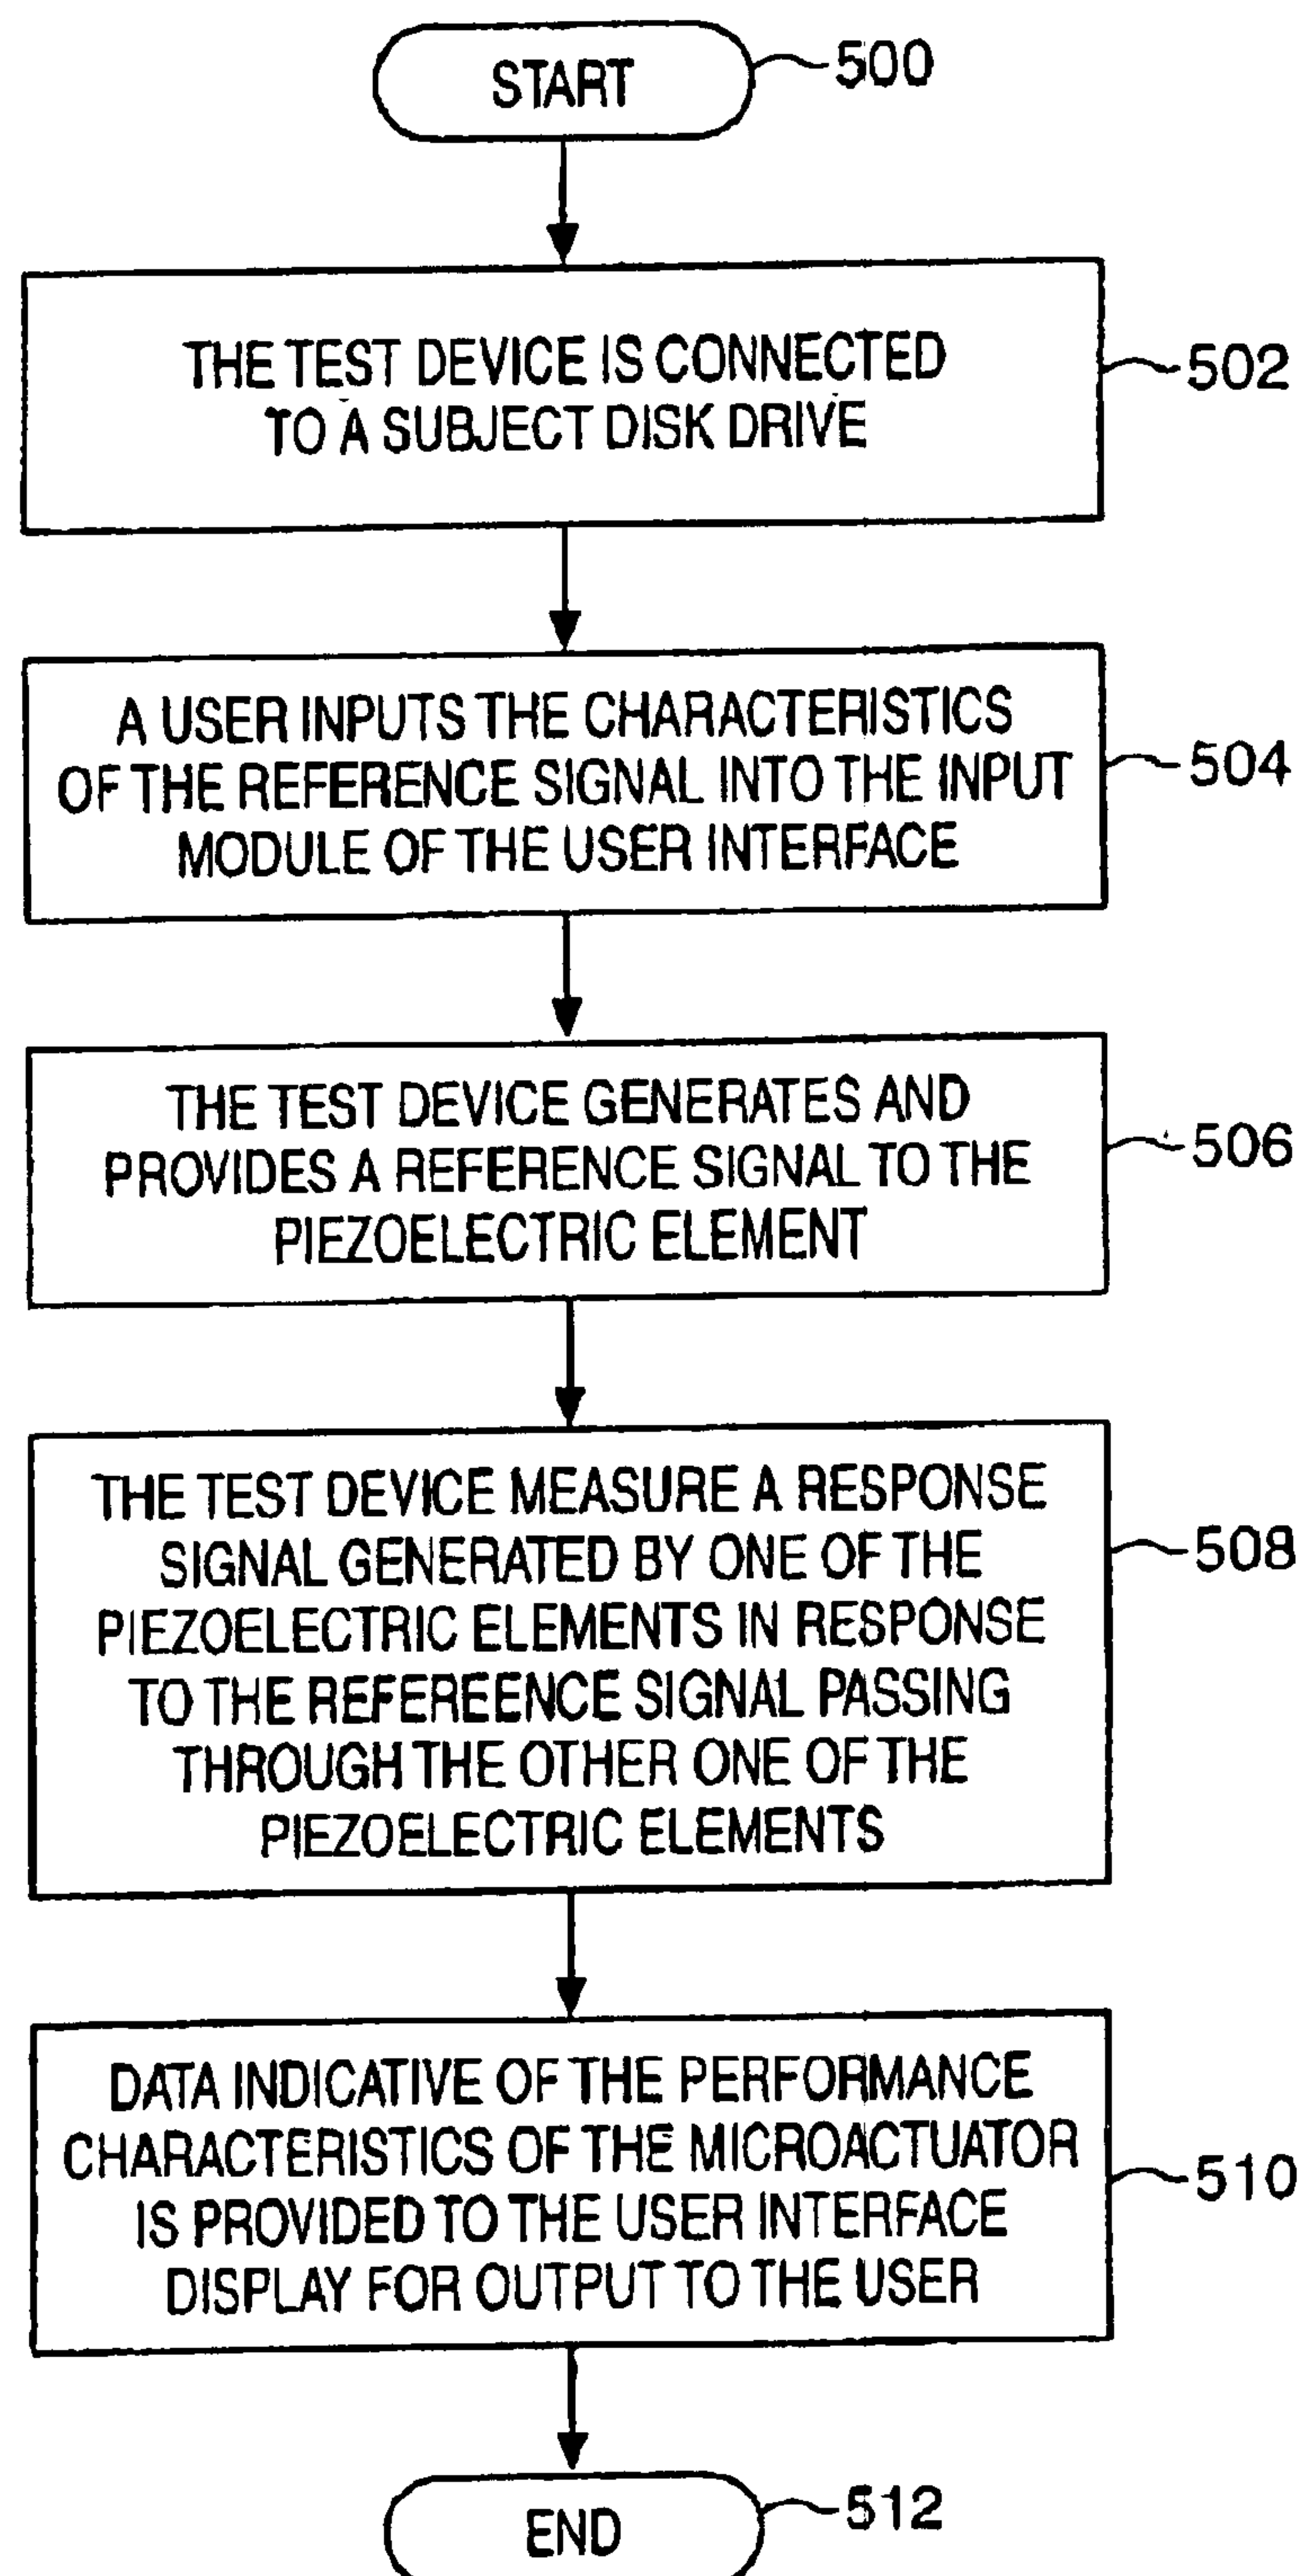 START
500
THE TEST DEVICE IS CONNECTED
TO A SUBJECT DISK DRIVE
502
A USER INPUTS THE CHARACTERISTICS
OF THE REFERENCE SIGNAL INTO THE INPUT
MODULE OF THE USER INTERFACE
504
THE TEST DEVICE GENERATES AND
PROVIDES A REFERENCE SIGNAL TO THE
PIEZOELECTRIC ELEMENT
506
THE TEST DEVICE MEASURE A RESPONSE
SIGNAL GENERATED BY ONE OF THE
PIEZOELECTRIC ELEMENTS IN RESPONSE
TO THE REFEREENCE SIGNAL PASSING
THROUGH THE OTHER ONE OF THE
PIEZOELECTRIC ELEMENTS
508
DATA INDICATIVE OF THE PERFORMANCE
CHARACTERISTICS OF THE MICROACTUATOR
IS PROVIDED TO THE USER INTERFACE
DISPLAY FOR OUTPUT TO THE USER
510
END
512